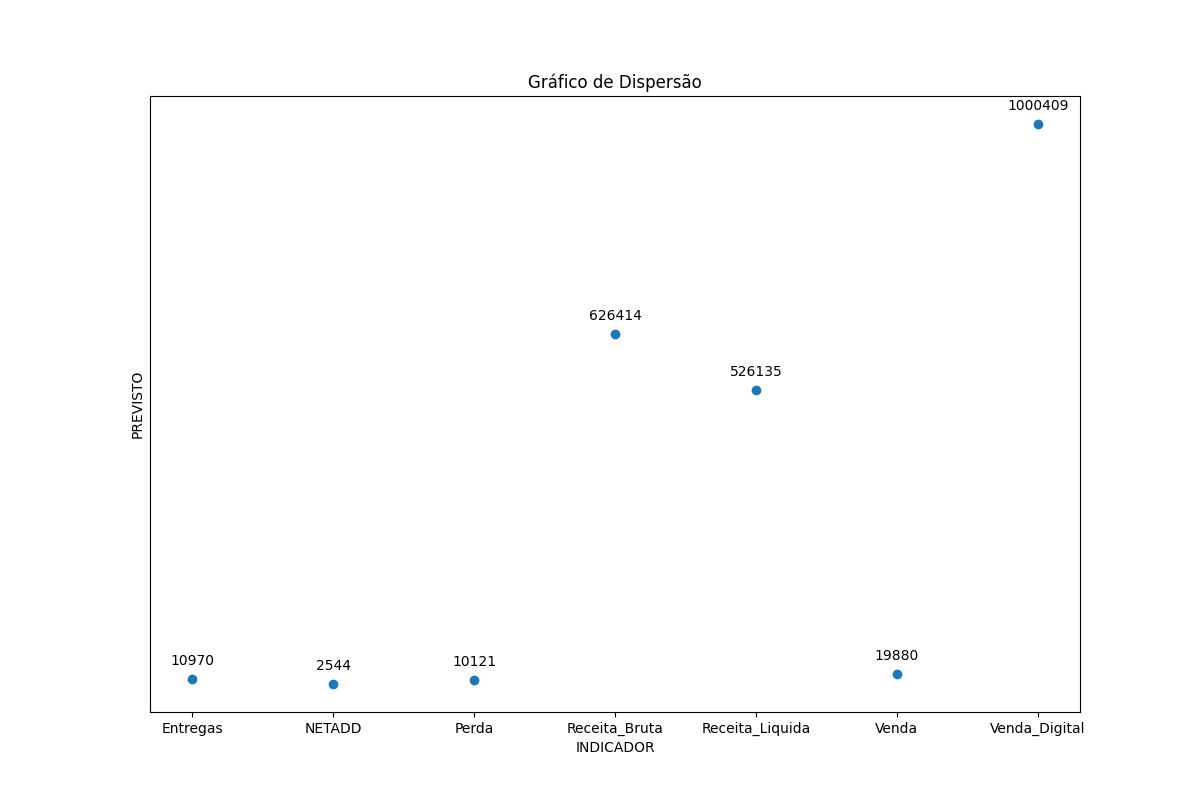 Gráfico de Dispersão
1000409
626414
526135
PREVISTO
10970
2544
10121
19880
Entregas
NETADD
Perda
Receita_Bruta
Receita_Liquida
Venda
Venda_Digital
INDICADOR